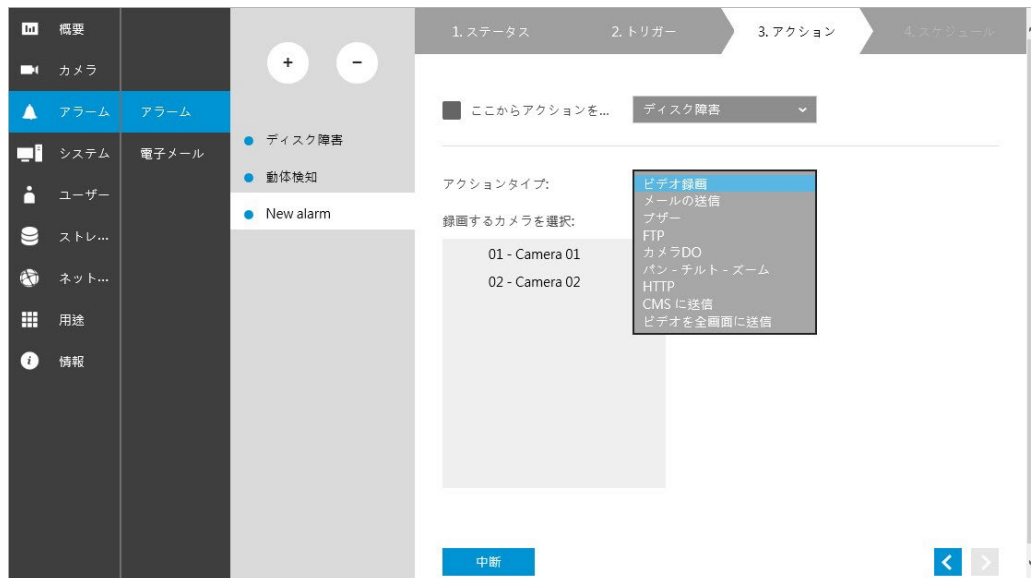 概要
カメラ
アラーム
システム
ユーザー
ストレ...
ネット...
用途
情報
アラーム
電子メール
+ -
ディスク障害
動体検知
New alarm
1. ステータス 2. トリガー 3. アクション 4. スケジュール
ここからアクションを... ディスク障害
アクションタイプ:
ビデオ録画
メールの送信
ブザー
FTP
カメラDO
パン - チルト - ズーム
HTTP
CMS に送信
ビデオを全画面に送信
録画するカメラを選択:
01 - Camera 01
02 - Camera 02
中断 < >